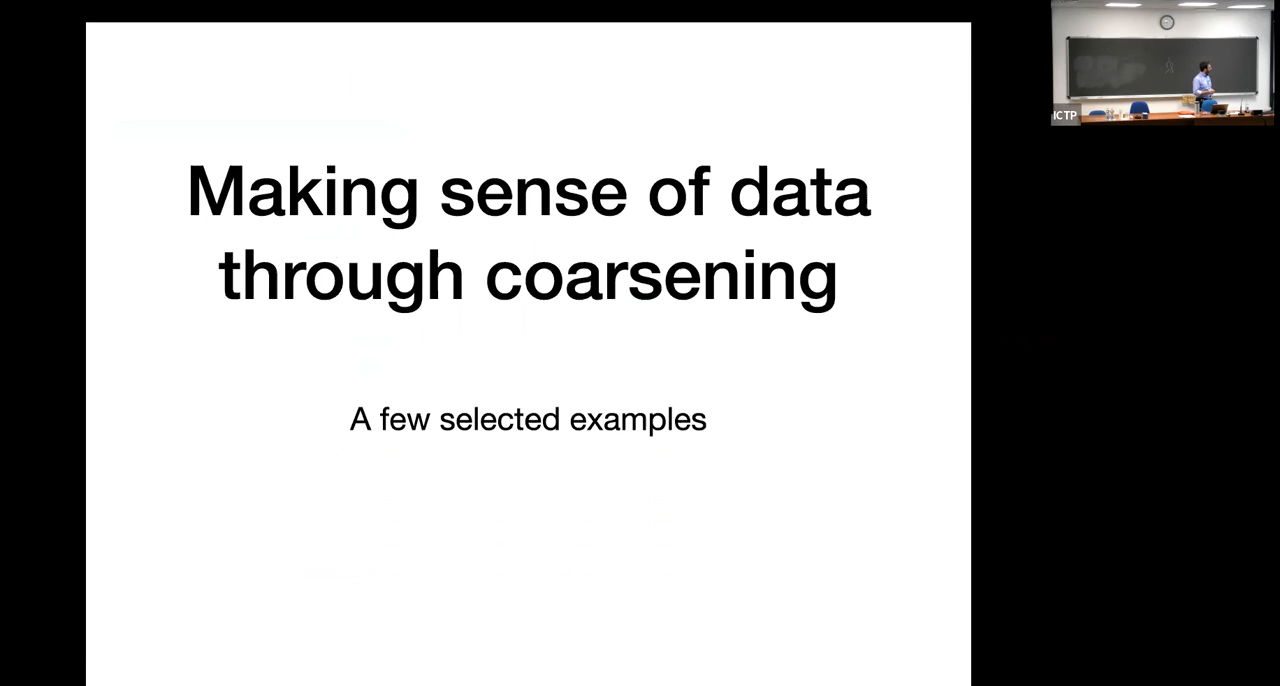 Making sense of data
through coarsening
A few selected examples
ICTP